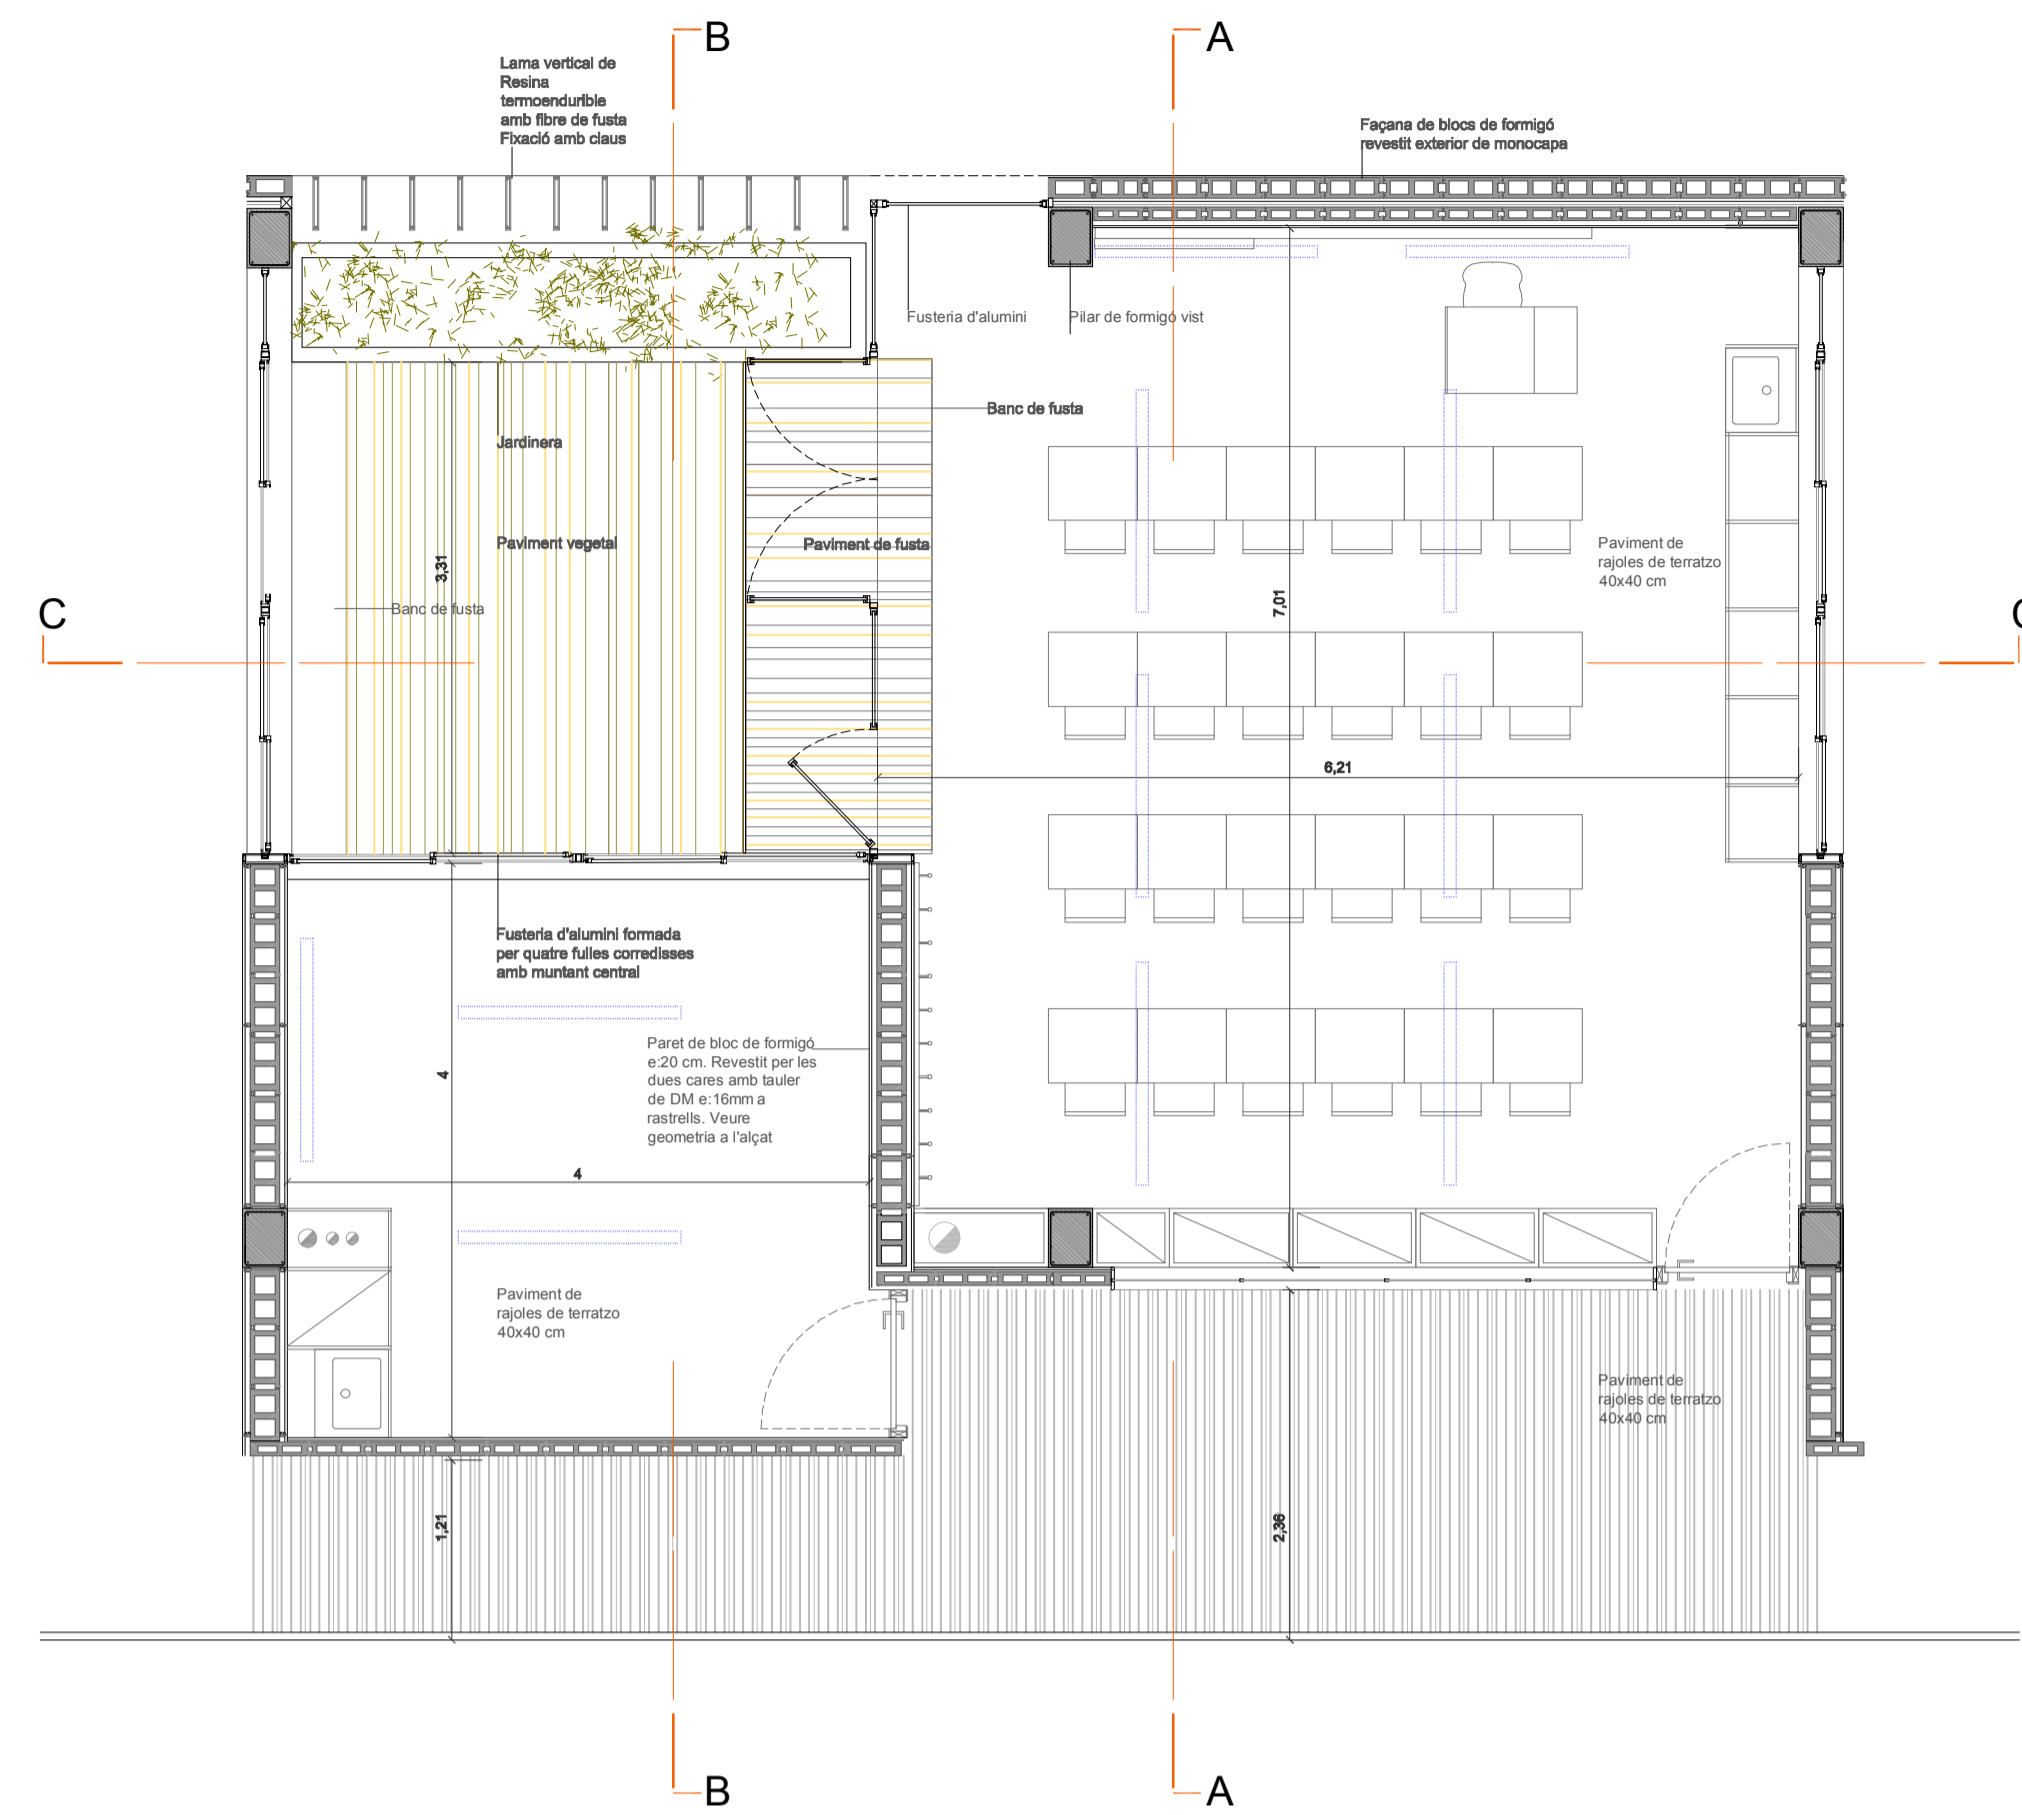 B
A
Lama vertical de
Resina
termoendurible
amb fibre de fusta
Fixació amb claus
Façana de blocs de formigó
revestit exterior de monocapa
Fusteria d'alumini
Pilar de formigó vist
Banc de fusta
Jardinera
Paviment vegetal
Paviment de fusta
3,31
Banc de fusta
Paviment de
rajoles de terratzo
40x40 cm
7,01
C
C
6,21
Fusteria d'alumini formada
per quatre fulles corredisses
amb muntant central
Paret de bloc de formigó
e:20 cm. Revestit per les
dues cares amb tauler
de DM e:16mm a
rastrells. Veure
geometria a l'alçat
4
4
Paviment de
rajoles de terratzo
40x40 cm
Paviment de
rajoles de terratzo
40x40 cm
1,21
2,36
B
A